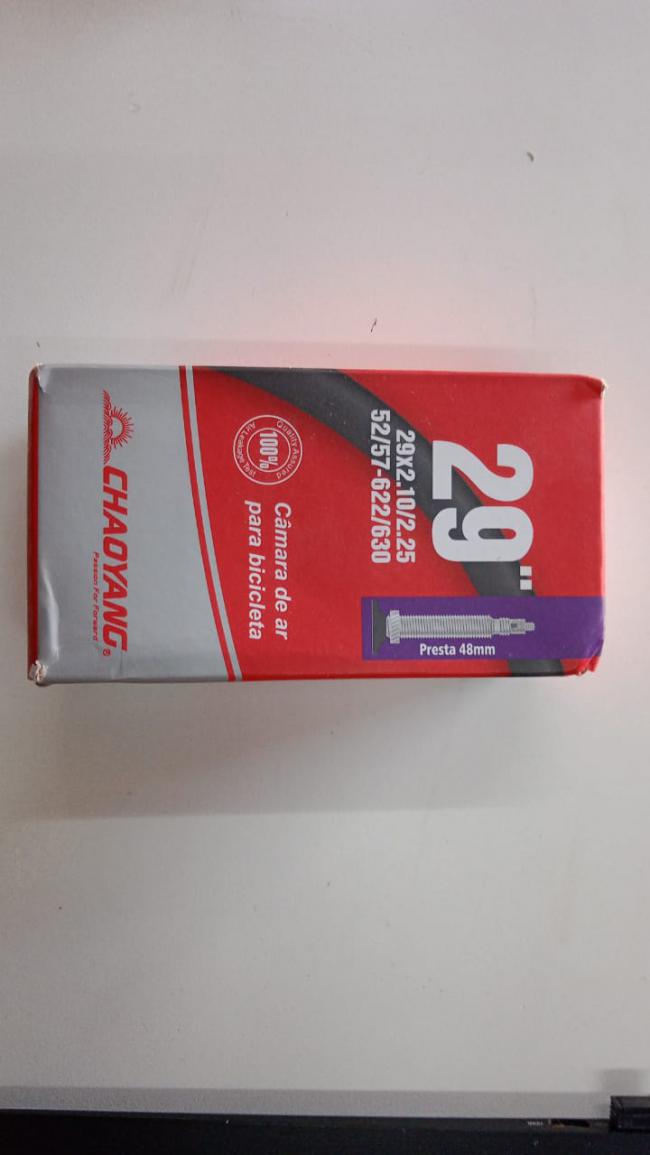 29"
29x2.10/2.25
52/57-622/630
Presta 48mm
Quality Assured
100%
Air Leakage Test
Câmara de ar
para bicicleta
CHAOYANG®
Passion For Forward